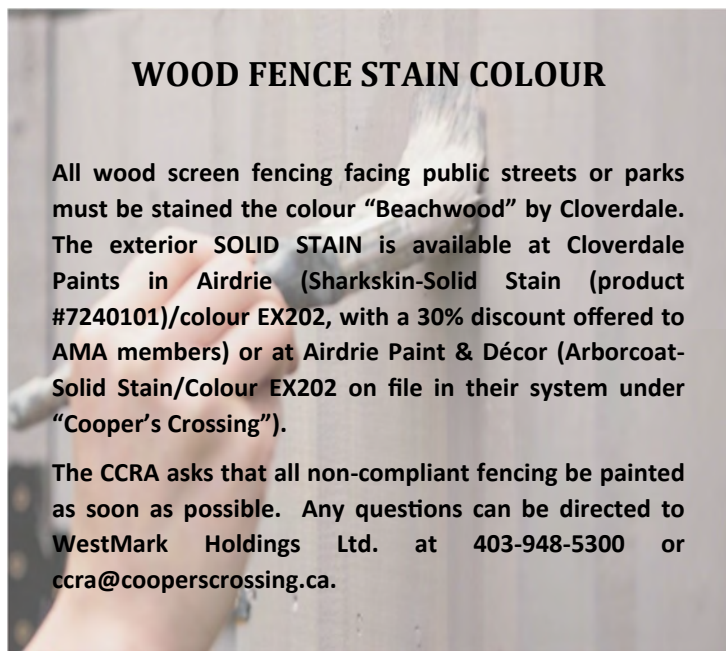 WOOD FENCE STAIN COLOUR
All wood screen fencing facing public streets or parks
must be stained the colour “Beachwood” by Cloverdale.
The exterior SOLID STAIN is available at Cloverdale
Paints in Airdrie (Sharkskin-Solid Stain (product
#7240101)/colour EX202, with a 30% discount offered to
AMA members) or at Airdrie Paint & Décor (Arborcoat-
Solid Stain/Colour EX202 on file in their system under
“Cooper’s Crossing”).
The CCRA asks that all non-compliant fencing be painted
as soon as possible. Any questions can be directed to
WestMark Holdings Ltd. at 403-948-5300 or
ccra@cooperscrossing.ca.